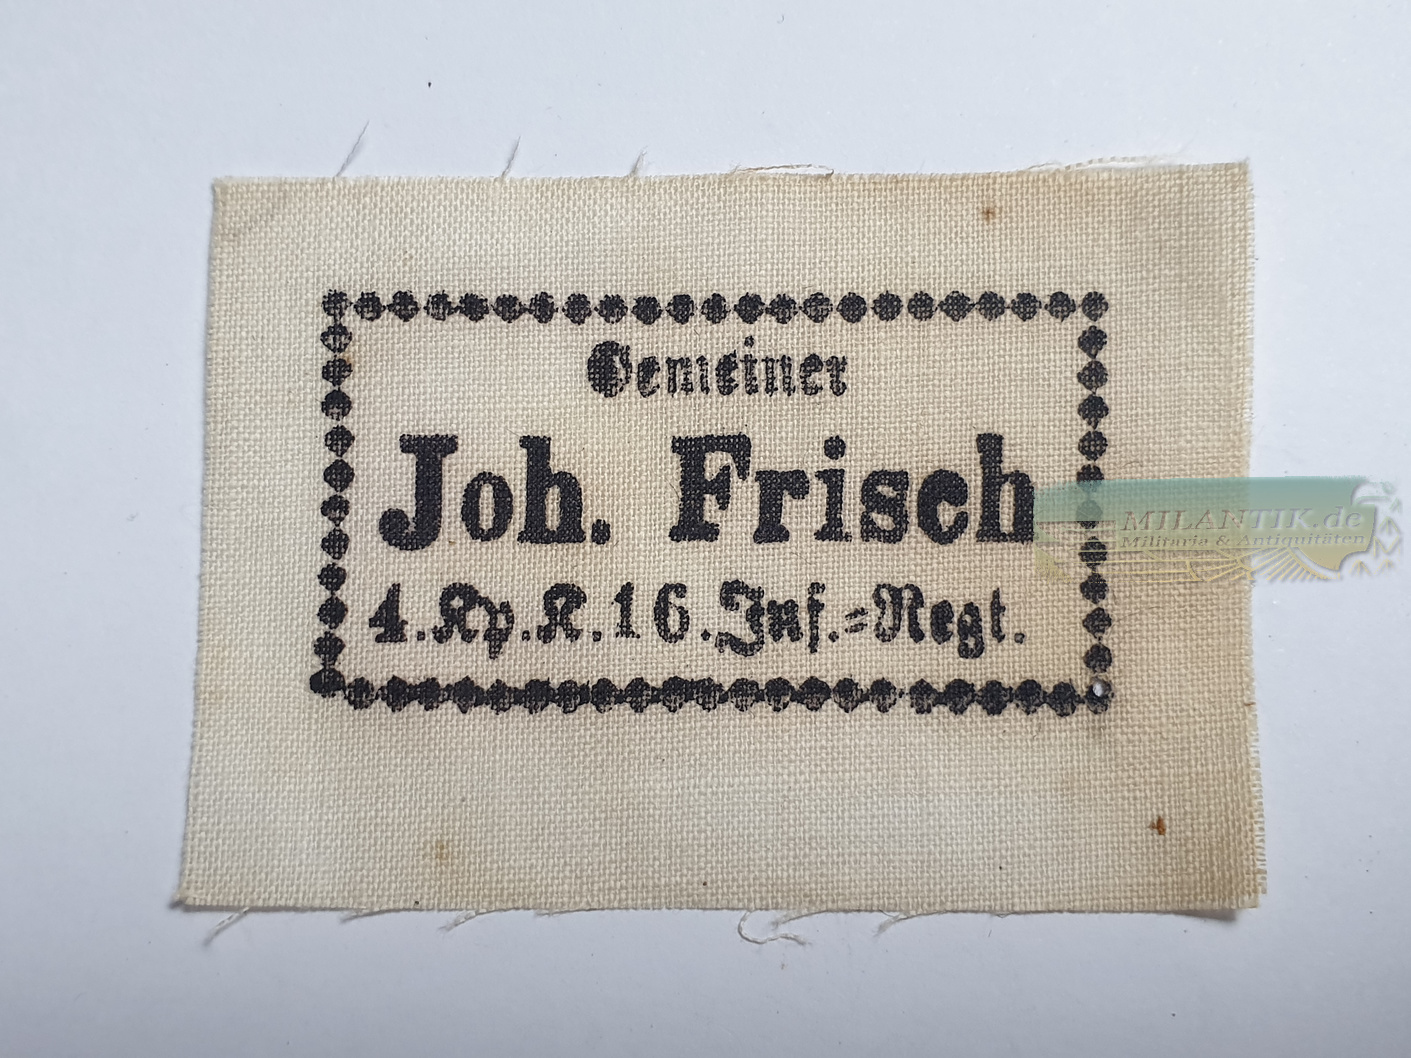 Gemeiner
Joh. Frisch
4.Kp.K.16.Inf.=Regt.
MILANTIK.de
Militaria & Antiquitäten